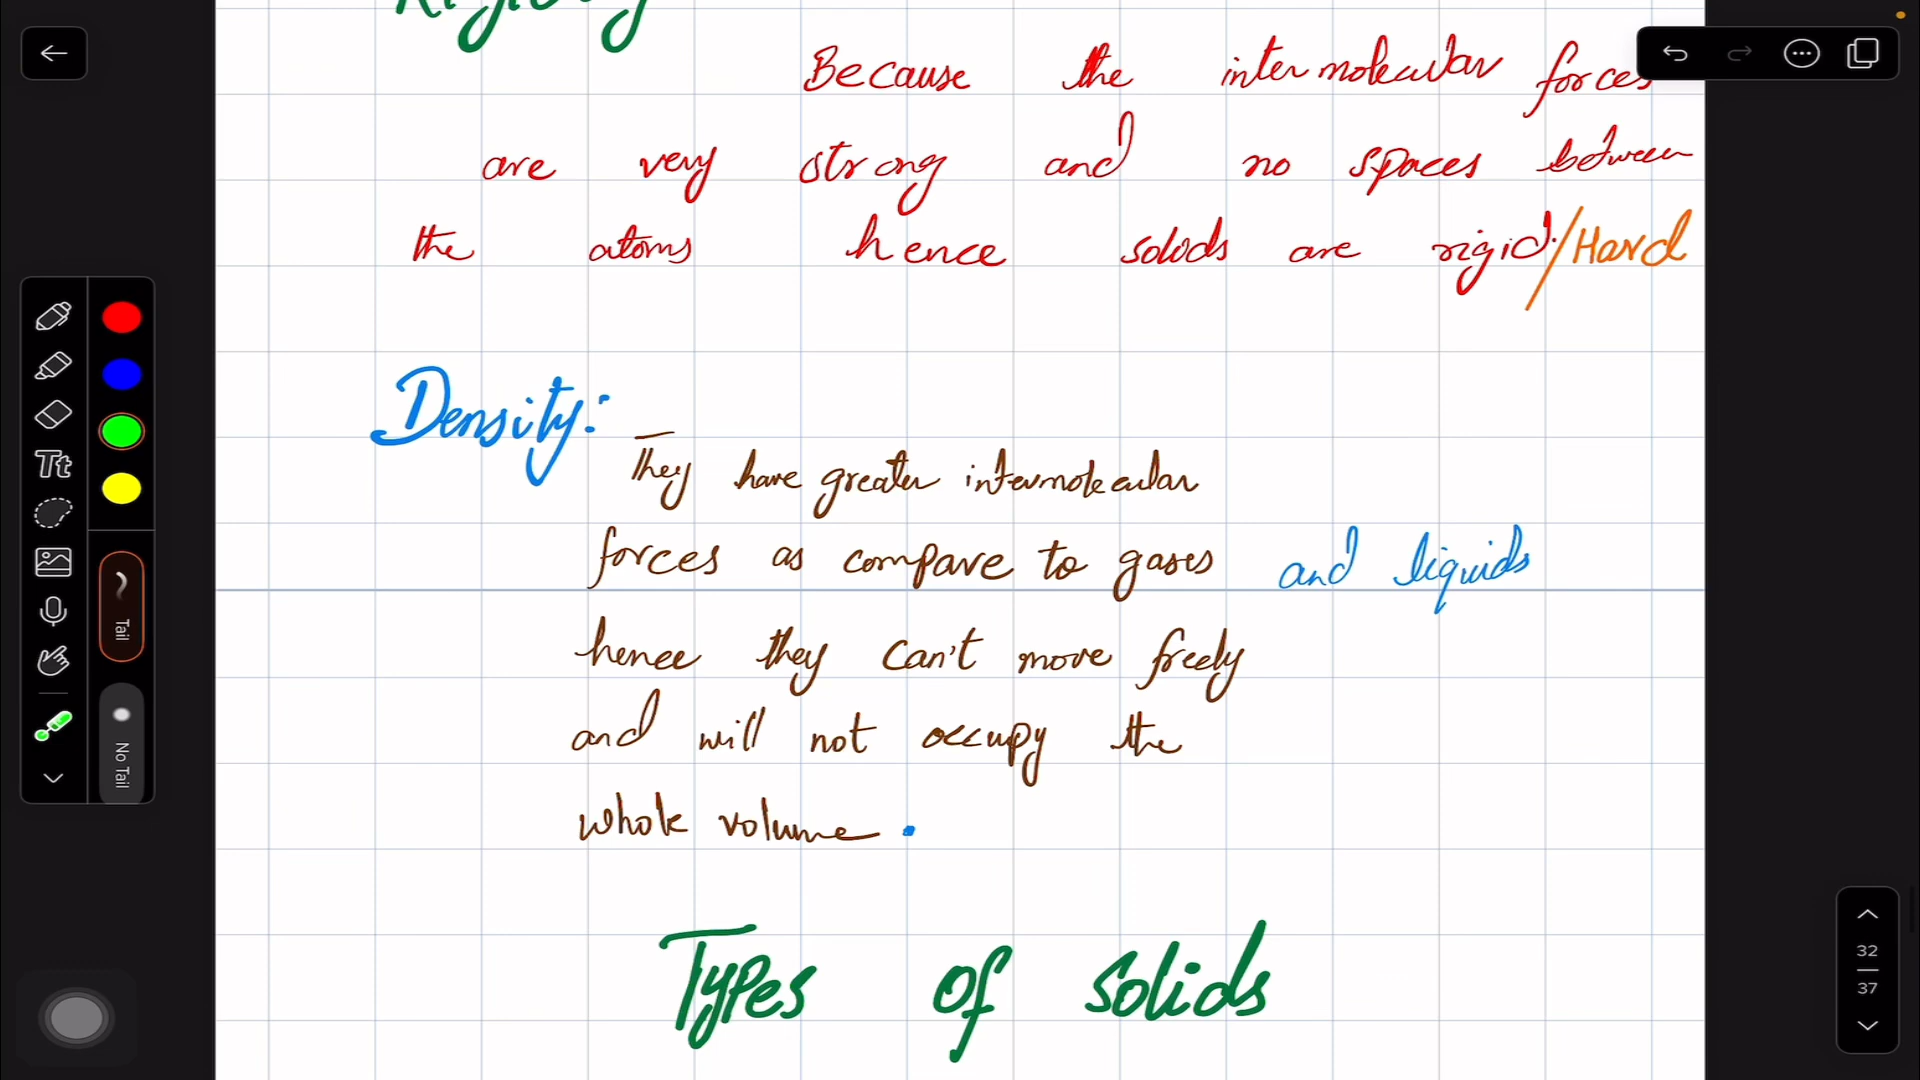 Rigidity
Because the intermolecular forces
are very strong and no spaces between
the atoms hence solids are rigid./Hard
Density:
They have greater intermolecular
forces as compare to gases and liquids
hence they can't move freely
and will not occupy the
whole volume.
Types of solids
Tt
Tail
No Tail
32
37